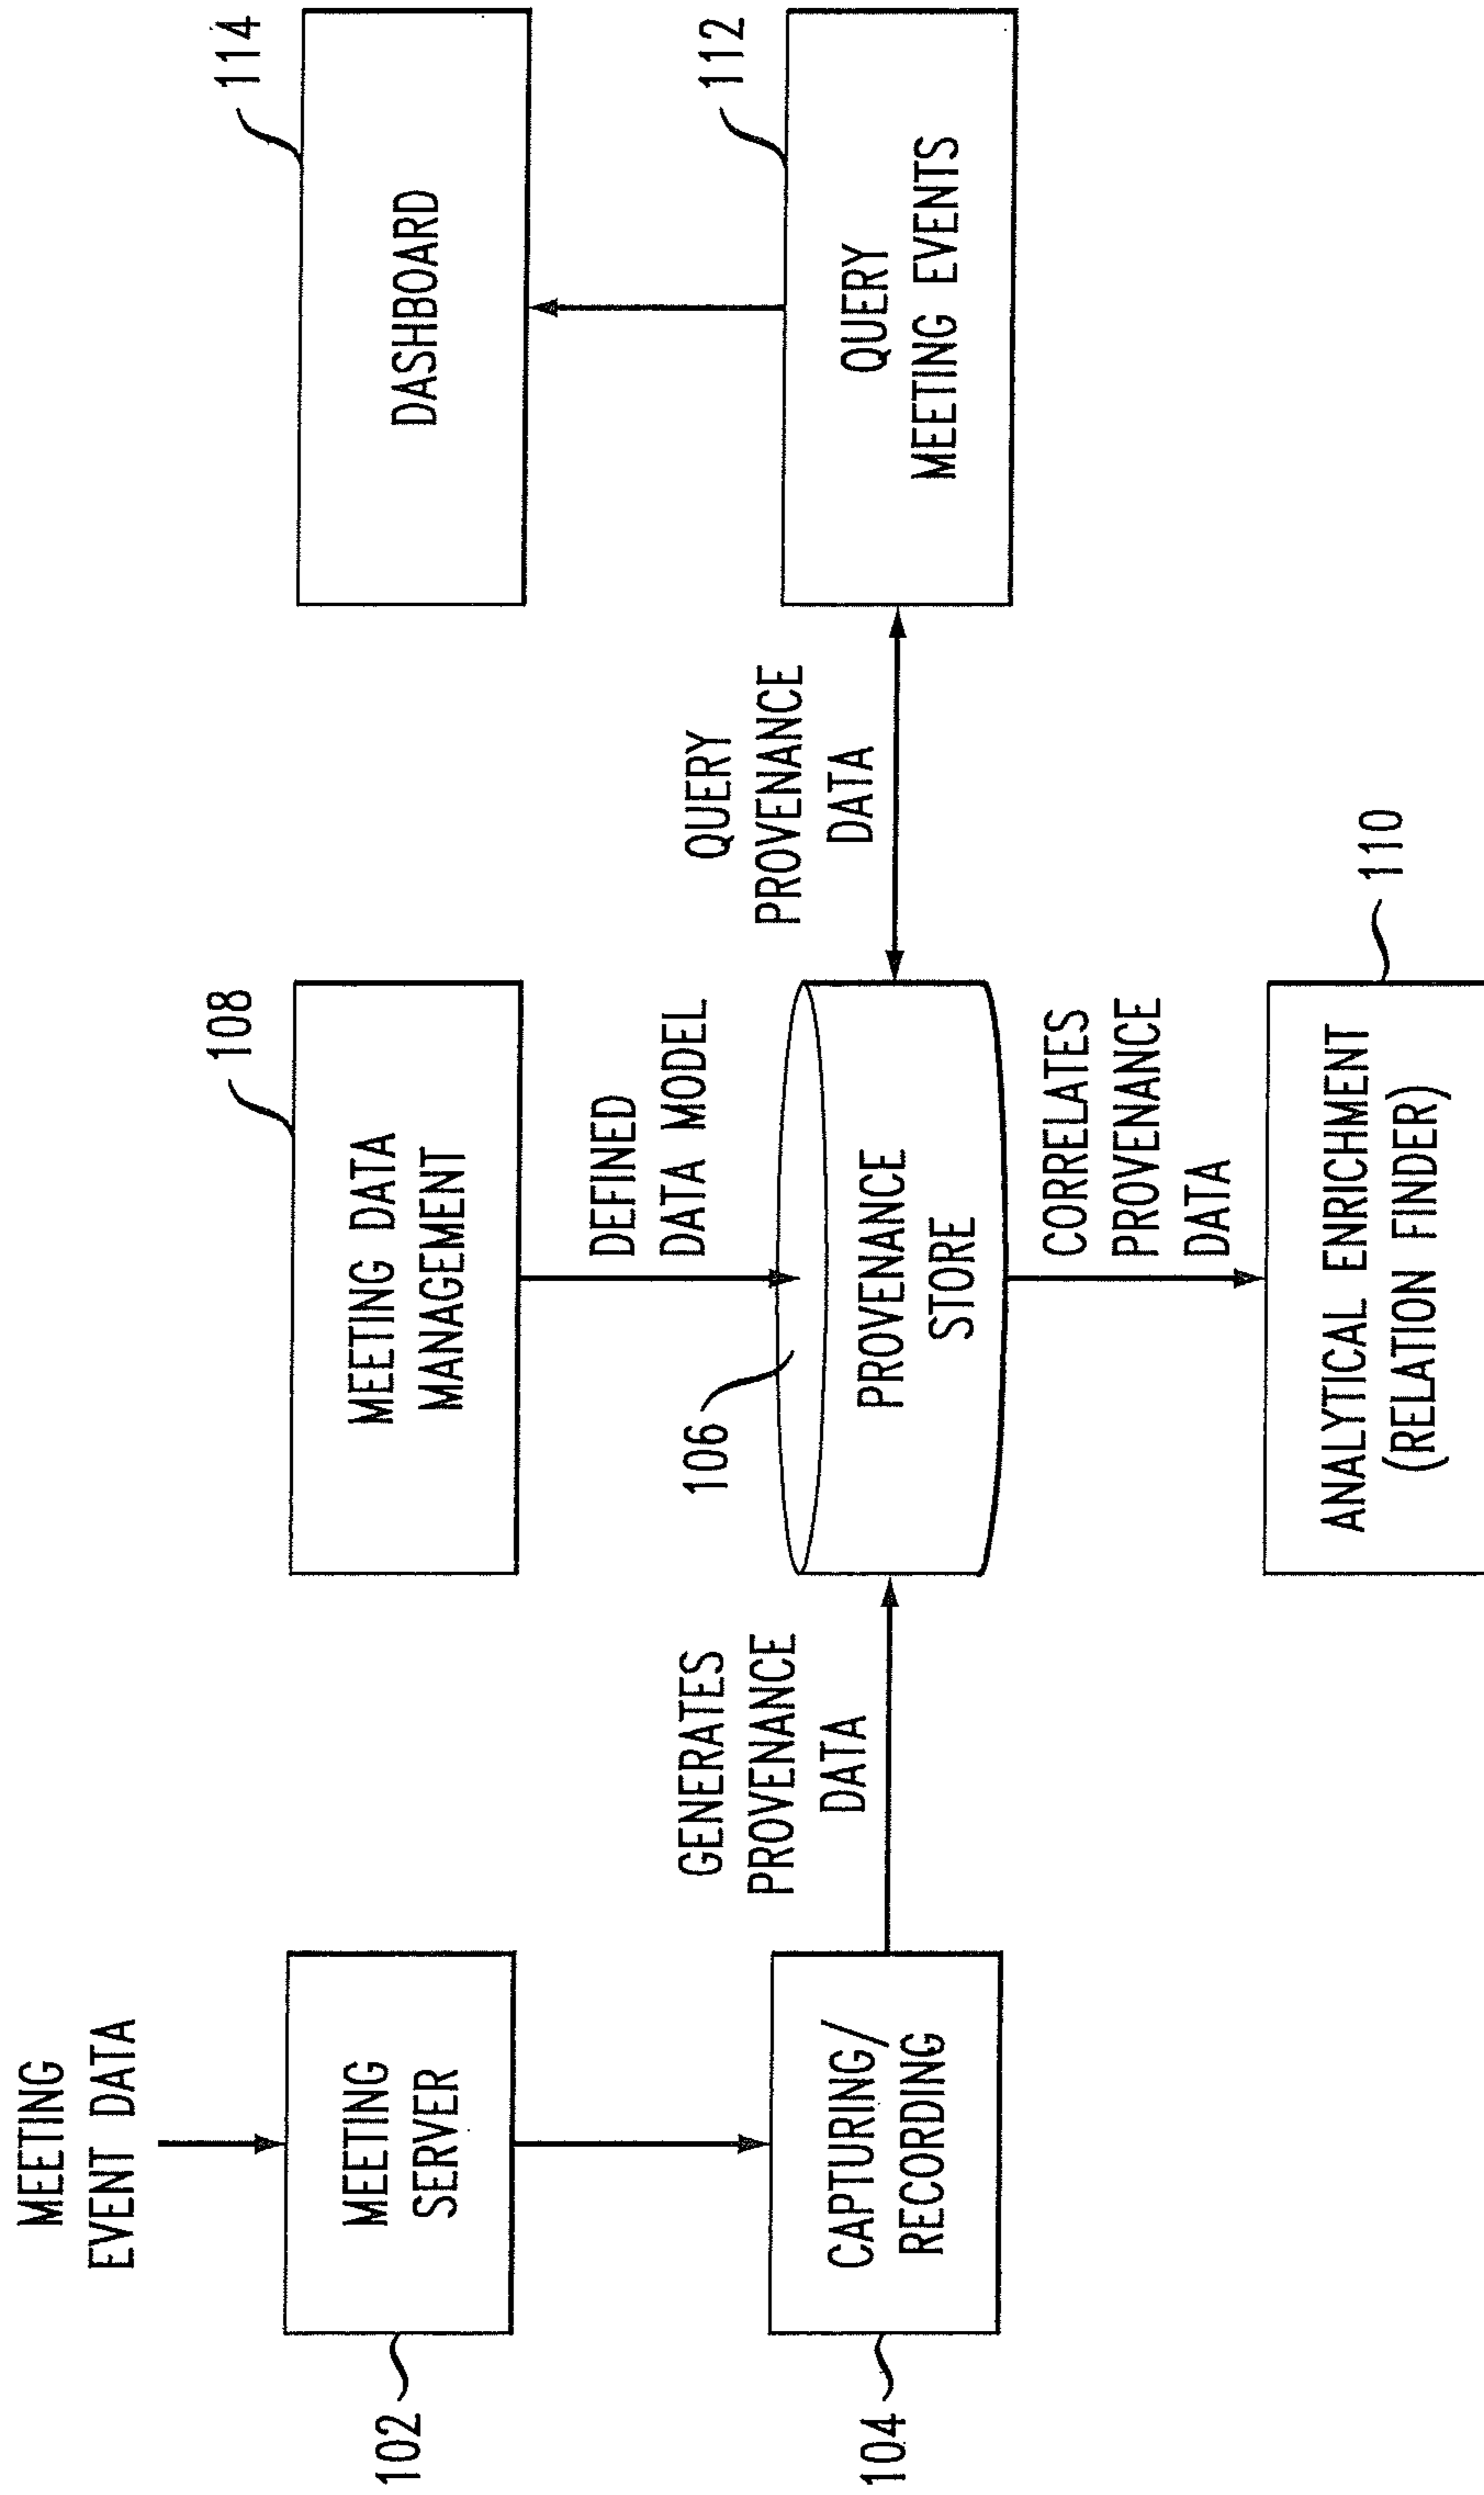 MEETING
EVENT DATA
MEETING
SERVER
102
CAPTURING/
RECORDING
104
GENERATES
PROVENANCE
DATA
108
MEETING DATA
MANAGEMENT
DEFINED
DATA MODEL
106
PROVENANCE
STORE
CORRELATES
PROVENANCE
DATA
110
ANALYTICAL ENRICHMENT
(RELATION FINDER)
QUERY
PROVENANCE
DATA
114
DASHBOARD
112
QUERY
MEETING EVENTS